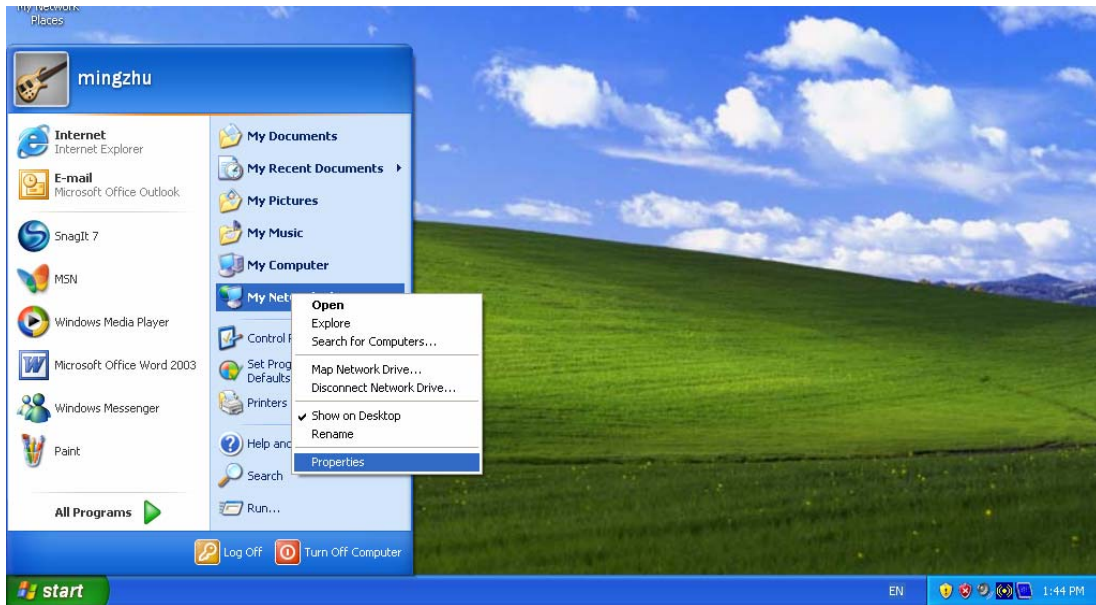 My Network
Places
mingzhu
Internet
Internet Explorer
E-mail
Microsoft Office Outlook
SnagIt 7
MSN
Windows Media Player
Microsoft Office Word 2003
Windows Messenger
Paint
All Programs
My Documents
My Recent Documents
My Pictures
My Music
My Computer
My Net
Control P
Set Prog
Defaults
Printers
Help and
Search
Run...
Open
Explore
Search for Computers...
Map Network Drive...
Disconnect Network Drive...
Show on Desktop
Rename
Properties
Log Off
Turn Off Computer
start
EN
1:44 PM